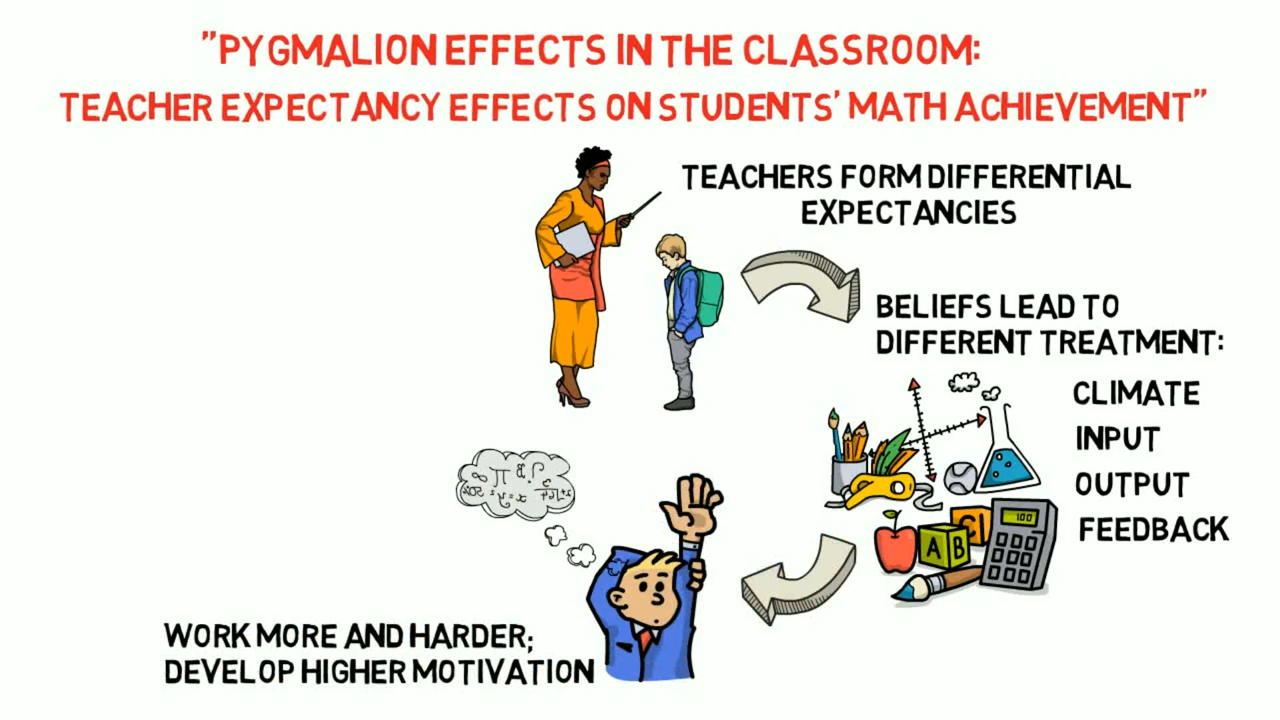 "PYGMALION EFFECTS IN THE CLASSROOM:
TEACHER EXPECTANCY EFFECTS ON STUDENTS' MATH ACHIEVEMENT"
TEACHERS FORM DIFFERENTIAL
EXPECTANCIES
BELIEFS LEAD TO
DIFFERENT TREATMENT:
CLIMATE
INPUT
OUTPUT
FEEDBACK
100
A B
C
WORK MORE AND HARDER;
DEVELOP HIGHER MOTIVATION